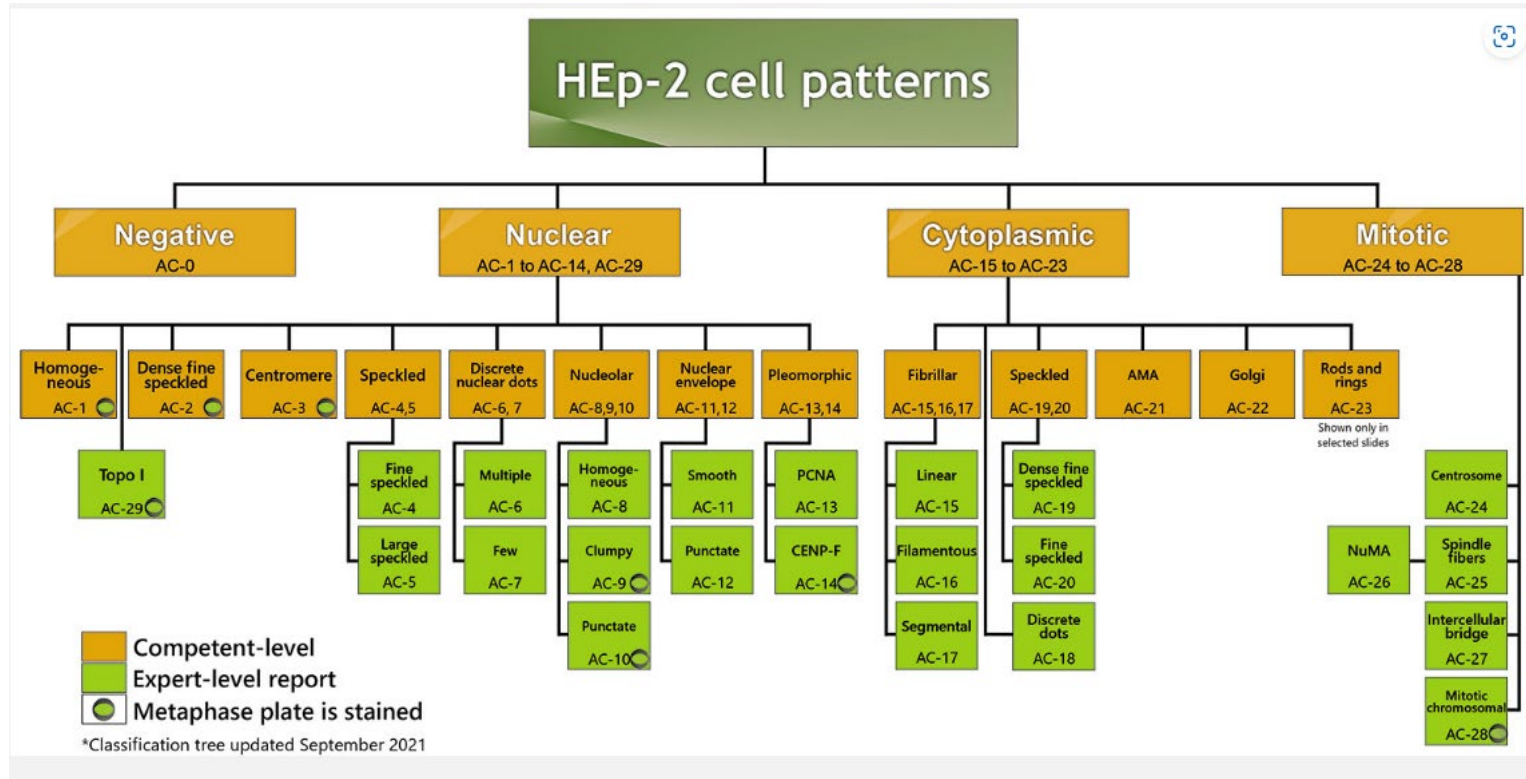 HEp-2 cell patterns
Negative
AC-0
Nuclear
AC-1 to AC-14, AC-29
Cytoplasmic
AC-15 to AC-23
Mitotic
AC-24 to AC-28
Homoge-
neous
AC-1
Dense fine
speckled
AC-2
Centromere
AC-3
Speckled
AC-4,5
Discrete
nuclear dots
AC-6, 7
Nucleolar
AC-8,9,10
Nuclear
envelope
AC-11,12
Pleomorphic
AC-13,14
Fibrillar
AC-15,16,17
Speckled
AC-19,20
AMA
AC-21
Golgi
AC-22
Rods and
rings
AC-23
Shown only in
selected slides
Topo I
AC-29
Fine
speckled
AC-4
Large
speckled
AC-5
Multiple
AC-6
Few
AC-7
Homoge-
neous
AC-8
Clumpy
AC-9
Punctate
AC-10
Smooth
AC-11
Punctate
AC-12
PCNA
AC-13
CENP-F
AC-14
Linear
AC-15
Filamentous
AC-16
Segmental
AC-17
Dense fine
speckled
AC-19
Fine
speckled
AC-20
Discrete
dots
AC-18
Centrosome
AC-24
NuMA
AC-26
Spindle
fibers
AC-25
Intercellular
bridge
AC-27
Mitotic
chromosomal
AC-28
Competent-level
Expert-level report
Metaphase plate is stained
*Classification tree updated September 2021